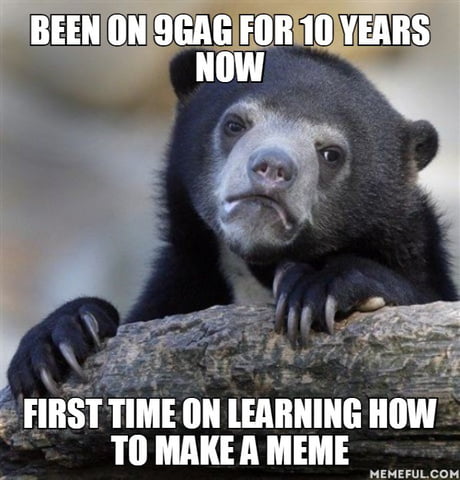 BEEN ON 9GAG FOR 10 YEARS
NOW
FIRST TIME ON LEARNING HOW
TO MAKE A MEME
MEMEFUL.COM